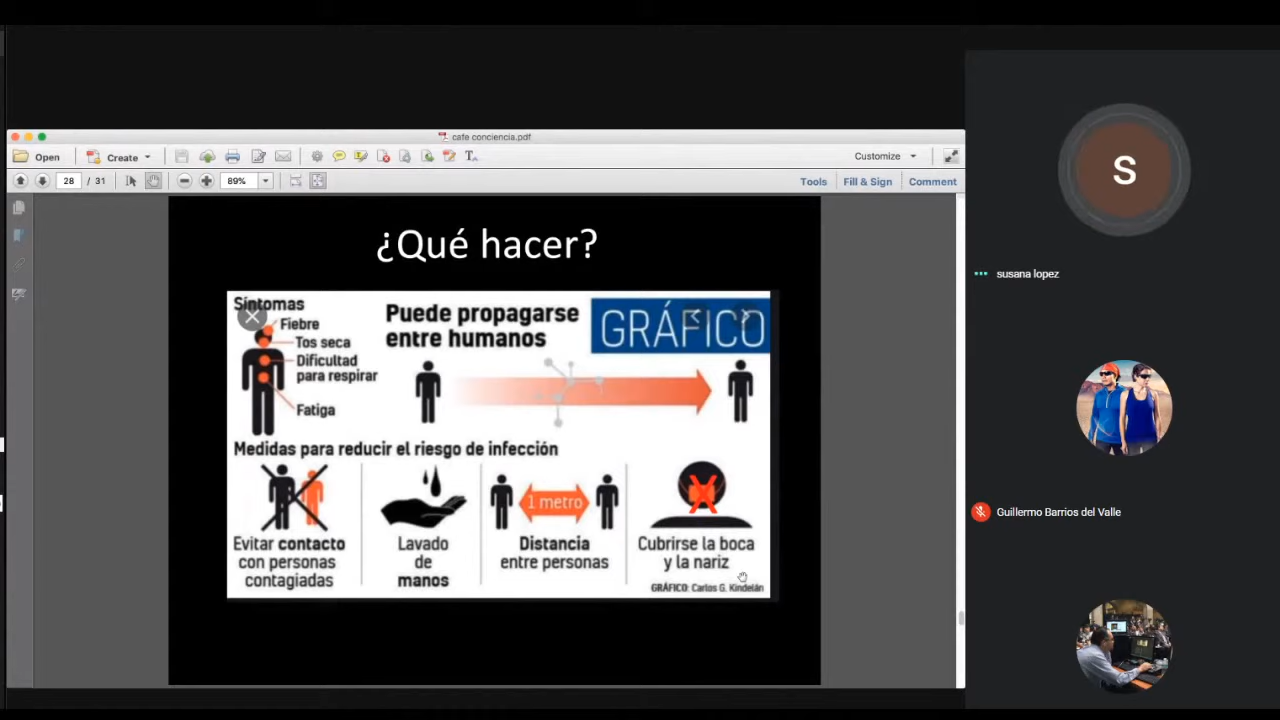 cafe conciencia.pdf
Open
Create
Customize
28 / 31
89%
Tools
Fill & Sign
Comment
¿Qué hacer?
Síntomas
Fiebre
Tos seca
Dificultad
para respirar
Fatiga
Puede propagarse
entre humanos
GRÁFICO
Medidas para reducir el riesgo de infección
Evitar contacto
con personas
contagiadas
Lavado
de
manos
1 metro
Distancia
entre personas
Cubrirse la boca
y la nariz
GRÁFICO: Carlos G. Kindelán
S
susana lopez
Guillermo Barrios del Valle